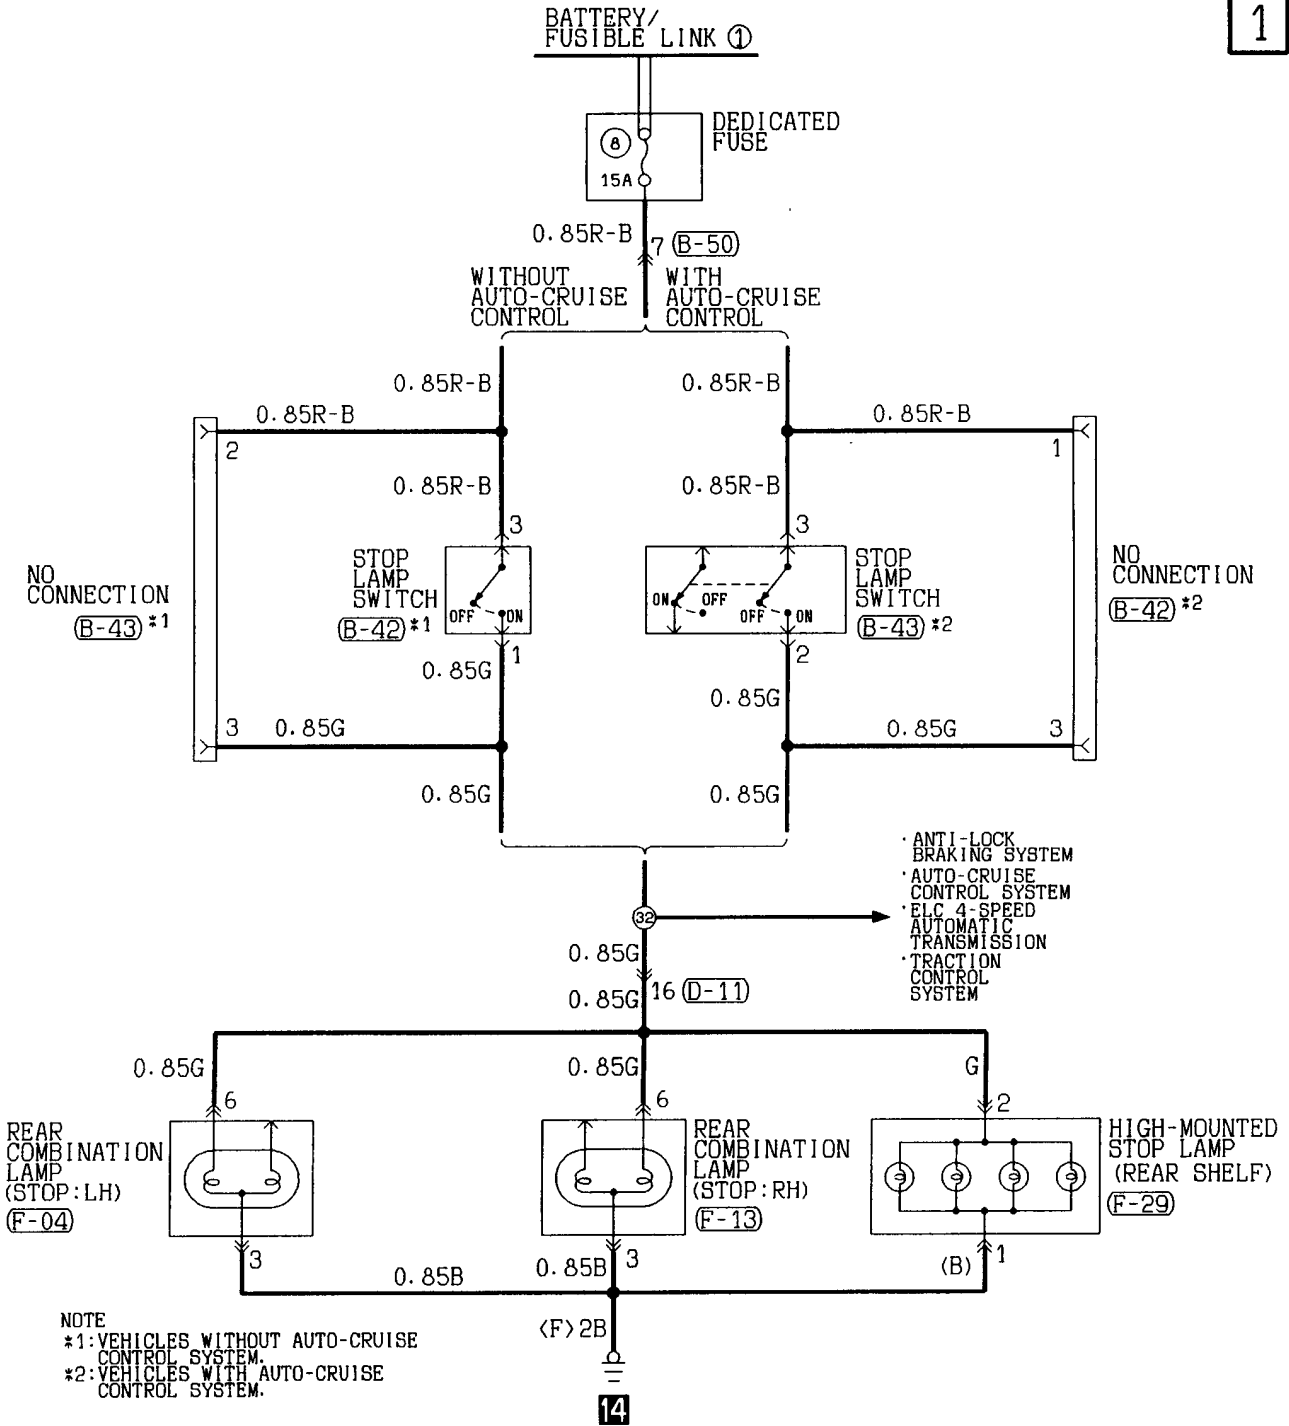 1
BATTERY/
FUSIBLE LINK ①
DEDICATED
FUSE
8
15A
0.85R-B
7 (B-50)
WITHOUT
AUTO-CRUISE
CONTROL
WITH
AUTO-CRUISE
CONTROL
0.85R-B
0.85R-B
0.85R-B
0.85R-B
2
1
0.85R-B
0.85R-B
3
3
NO
CONNECTION
(B-43) *1
STOP
LAMP
SWITCH
(B-42) *1
OFF
ON
ON
OFF
OFF
ON
STOP
LAMP
SWITCH
(B-43) *2
NO
CONNECTION
(B-42) *2
1
2
0.85G
0.85G
3
0.85G
0.85G
3
0.85G
0.85G
32
· ANTI-LOCK
BRAKING SYSTEM
· AUTO-CRUISE
CONTROL SYSTEM
· ELC 4-SPEED
AUTOMATIC
TRANSMISSION
· TRACTION
CONTROL
SYSTEM
0.85G
16 (D-11)
0.85G
0.85G
0.85G
G
6
6
2
REAR
COMBINATION
LAMP
(STOP:LH)
(F-04)
REAR
COMBINATION
LAMP
(STOP:RH)
(F-13)
HIGH-MOUNTED
STOP LAMP
(REAR SHELF)
(F-29)
3
3
1
0.85B
0.85B
(B)
<F>2B
14
NOTE
*1:VEHICLES WITHOUT AUTO-CRUISE
CONTROL SYSTEM.
*2:VEHICLES WITH AUTO-CRUISE
CONTROL SYSTEM.